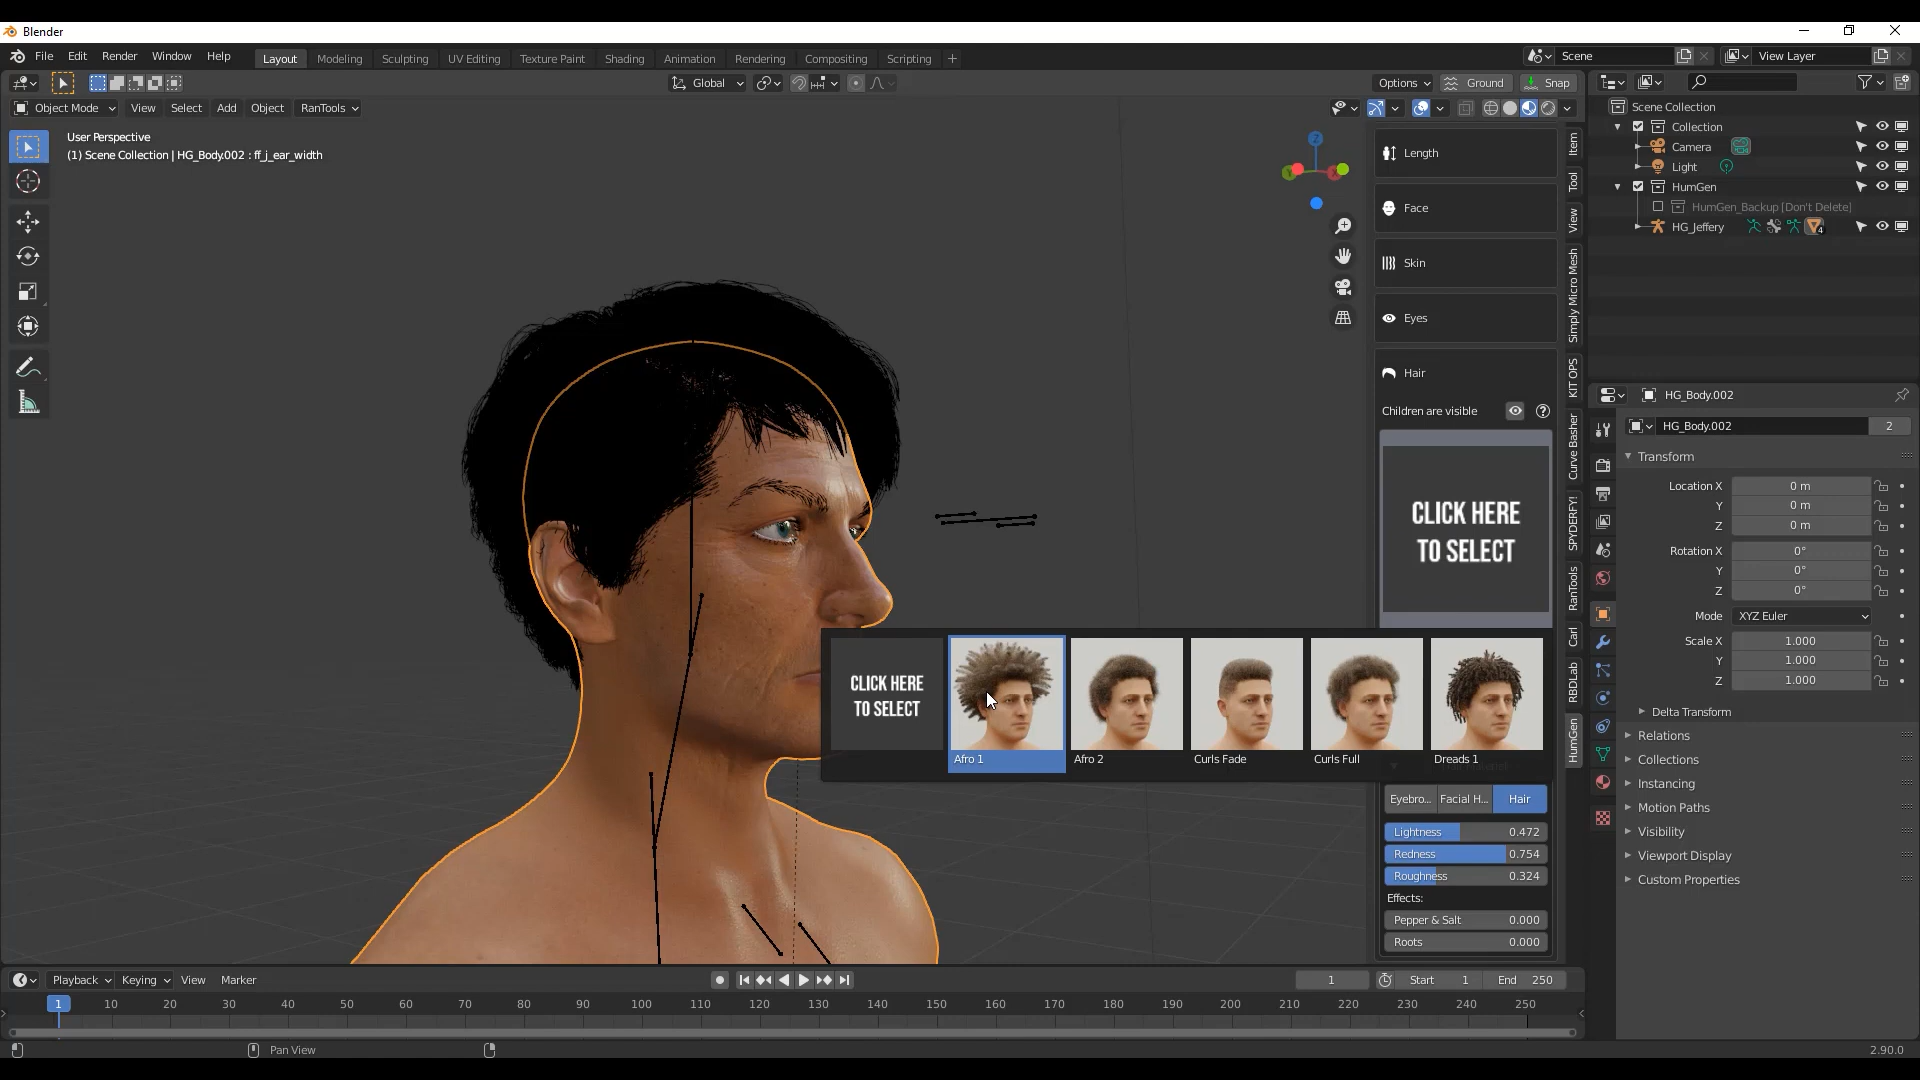 Blender
File Edit Render Window Help
Layout Modeling Sculpting UV Editing Texture Paint Shading Animation Rendering Compositing Scripting +
Scene
View Layer
Global
Options
Ground
Snap
Object Mode View Select Add Object RanTools
User Perspective
(1) Scene Collection | HG_Body.002 : ff_j_ear_width
Z
Length
Face
Skin
Eyes
Hair
Children are visible
CLICK HERE
TO SELECT
CLICK HERE
TO SELECT
Afro 1
Afro 2
Curls Fade
Curls Full
Dreads 1
Eyebro... Facial H... Hair
Lightness 0.472
Redness 0.754
Roughness 0.324
Effects:
Pepper & Salt 0.000
Roots 0.000
Item
Tool
View
Simply Micro Mesh
KIT OPS
Curve Basher
SPYDERFY!
RanTools
Carl
RBDLab
HumGen
Scene Collection
Collection
Camera
Light
HumGen
HumGen_Backup [Don't Delete]
HG_Jeffery
4
HG_Body.002
HG_Body.002 2
Transform
Location X 0 m
Y 0 m
Z 0 m
Rotation X 0°
Y 0°
Z 0°
Mode XYZ Euler
Scale X 1.000
Y 1.000
Z 1.000
Delta Transform
Relations
Collections
Instancing
Motion Paths
Visibility
Viewport Display
Custom Properties
Playback Keying View Marker
1 Start 1 End 250
1 10 20 30 40 50 60 70 80 90 100 110 120 130 140 150 160 170 180 190 200 210 220 230 240 250
Pan View
2.90.0